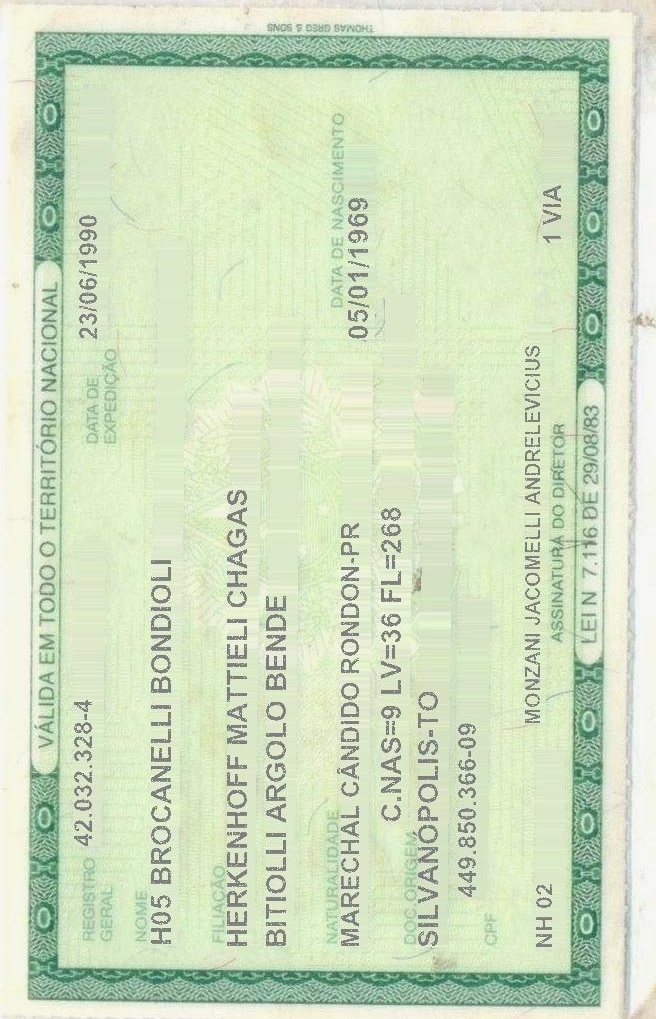 VÁLIDA EM TODO O TERRITÓRIO NACIONAL
REGISTRO GERAL 42.032.328-4 DATA DE EXPEDIÇÃO 23/06/1990
NOME
H05 BROCANELLI BONDIOLI
FILIAÇÃO
HERKENHOFF MATTIELI CHAGAS
BITIOLLI ARGOLO BENDE
NATURALIDADE DATA DE NASCIMENTO
MARECHAL CÂNDIDO RONDON-PR 05/01/1969
DOC ORIGEM C.NAS=9 LV=36 FL=268
SILVANÓPOLIS-TO
CPF 449.850.366-09
NH 02 MONZANI JACOMELLI ANDRELEVICIUS 1 VIA
ASSINATURA DO DIRETOR
LEI N 7.116 DE 29/08/83
THOMAS GREG & SONS